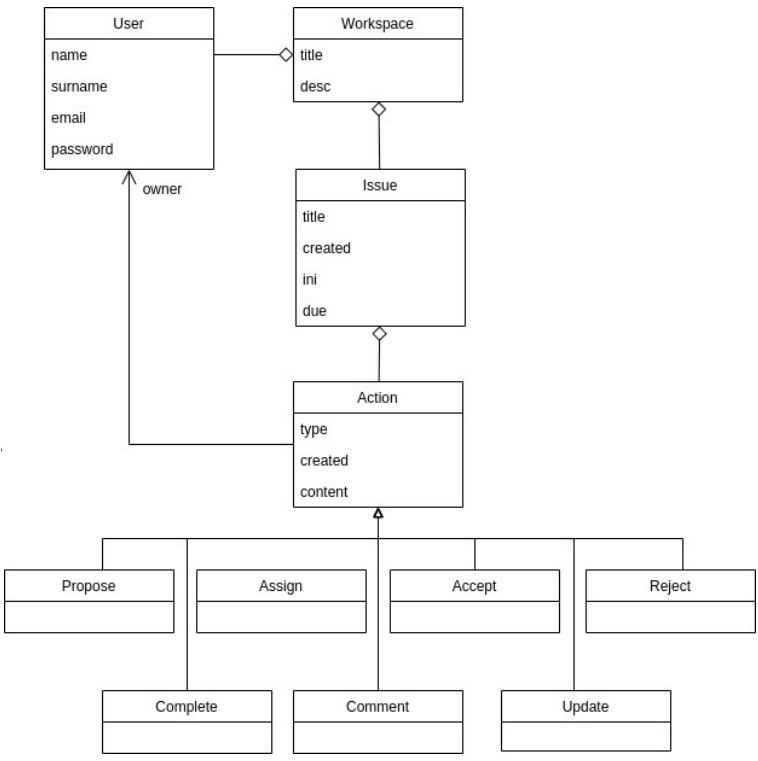 User
name
surname
email
password
Workspace
title
desc
owner
Issue
title
created
ini
due
Action
type
created
content
Propose
Assign
Accept
Reject
Complete
Comment
Update